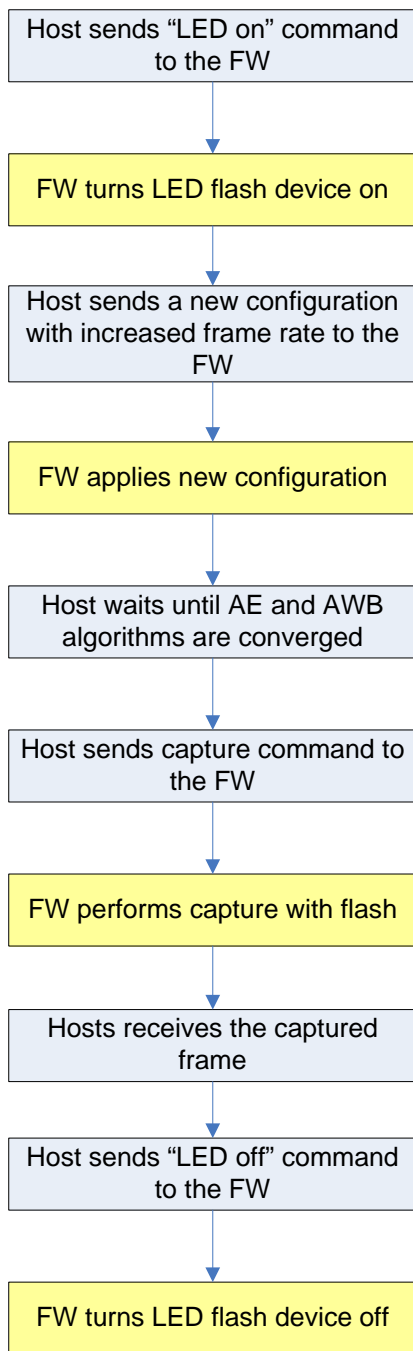 Host sends “LED on” command
to the FW
FW turns LED flash device on
Host sends a new configuration
with increased frame rate to the
FW
FW applies new configuration
Host waits until AE and AWB
algorithms are converged
Host sends capture command to
the FW
FW performs capture with flash
Hosts receives the captured
frame
Host sends “LED off” command
to the FW
FW turns LED flash device off